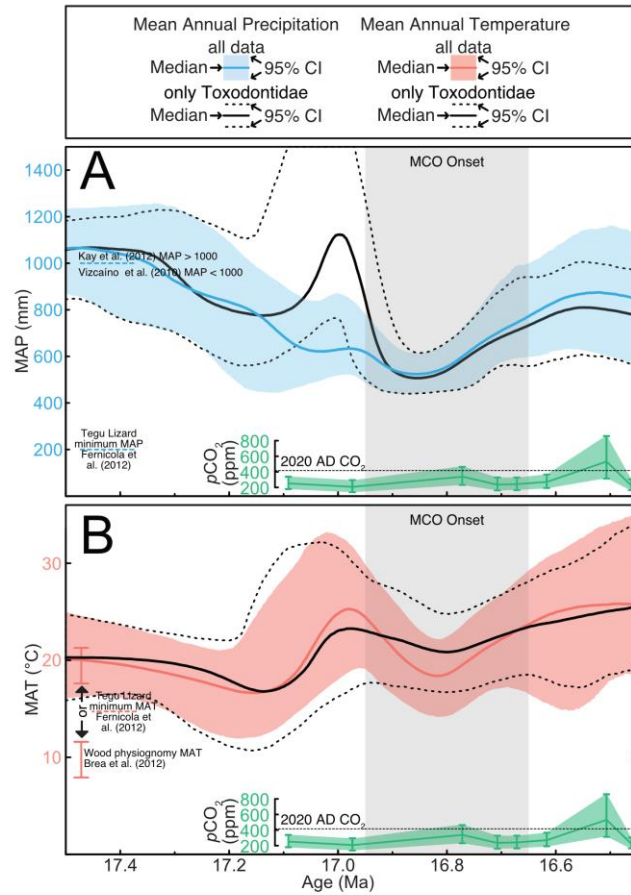 Mean Annual Precipitation
all data
Median
95% CI
only Toxodontidae
Median
95% CI
Mean Annual Temperature
all data
Median
95% CI
only Toxodontidae
Median
95% CI
A
MCO Onset
1400
1200
1000
800
600
400
200
MAP (mm)
Kay et al. (2012) MAP > 1000
Vizcaino et al. (2010) MAP < 1000
Tegu Lizard
minimum MAP
Fernicola et
al. (2012)
800
600
400
200
pCO2
(ppm)
2020 AD CO2
B
MCO Onset
30
20
10
MAT (°C)
or
Tegu Lizard
minimum MAT
Fernicola et
al. (2012)
Wood physiognomy MAT
Brea et al. (2012)
800
600
400
200
pCO2
(ppm)
2020 AD CO2
17.4
17.2
17.0
16.8
16.6
Age (Ma)